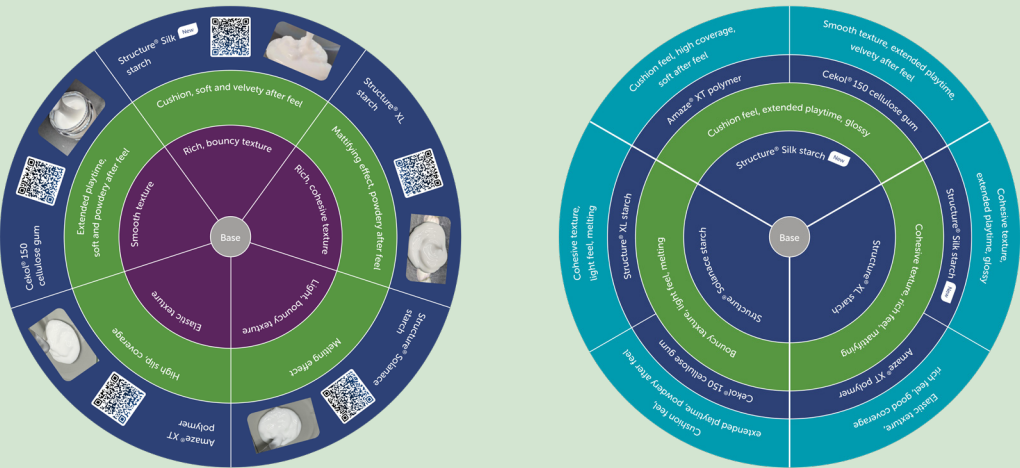 Structure® Silk New
starch
Cushion, soft and velvety after feel
Rich, bouncy texture
Structure® XL
starch
Mattifying effect, powdery after feel
Rich, cohesive texture
Structure® Solanace
starch
Melting effect
Light, bouncy texture
Amaze® XT
polymer
High slip, coverage
Elastic texture
Cekol® 150
cellulose gum
Extended playtime,
soft and powdery after feel
Smooth texture
Base
Structure® Silk starch New
Cushion feel, extended playtime, glossy
Amaze® XT polymer
Cushion feel, high coverage,
soft after feel
Cekol® 150 cellulose gum
Smooth texture, extended playtime,
velvety after feel
Structure® XL starch
Cohesive texture, rich feel, mattifying
Structure® Silk starch New
Cohesive texture,
extended playtime, glossy
Amaze® XT polymer
Elastic texture,
rich feel, good coverage
Structure® Solanace starch
Bouncy texture, light feel, melting
Cekol® 150 cellulose gum
Cushion feel,
extended playtime, powdery after feel
Structure® XL starch
Cohesive texture,
light feel, melting
Base